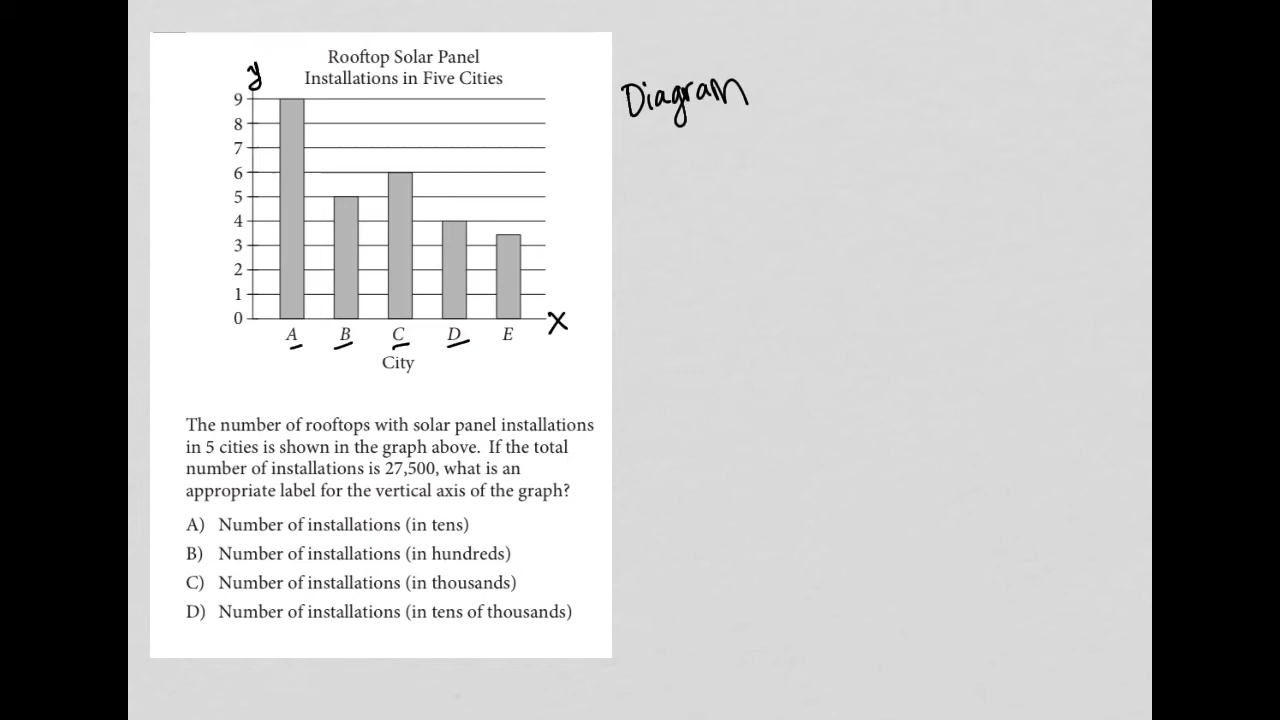 Rooftop Solar Panel
Installations in Five Cities
y
9
8
7
6
5
4
3
2
1
0
A B C D E
x
City
Diagram
The number of rooftops with solar panel installations
in 5 cities is shown in the graph above. If the total
number of installations is 27,500, what is an
appropriate label for the vertical axis of the graph?
A) Number of installations (in tens)
B) Number of installations (in hundreds)
C) Number of installations (in thousands)
D) Number of installations (in tens of thousands)